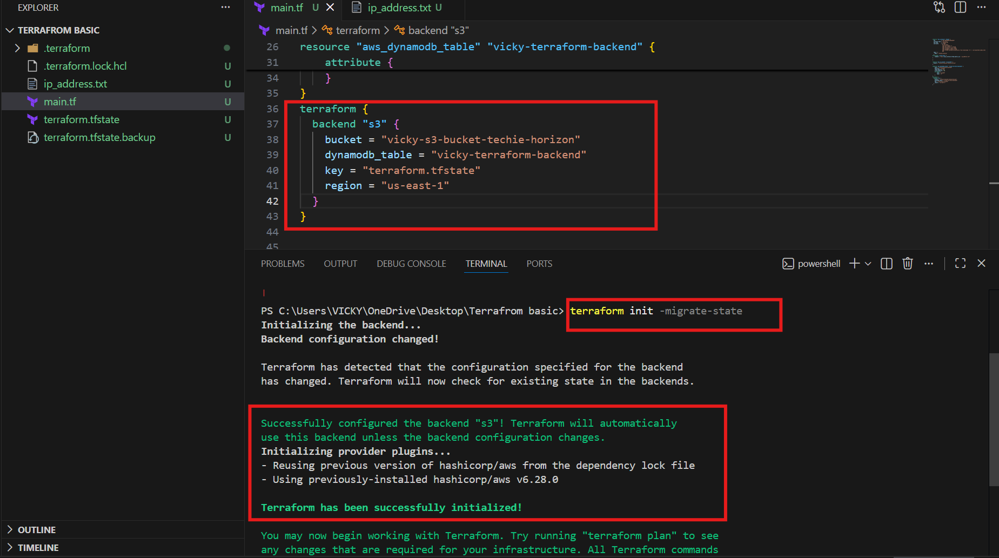 EXPLORER
TERRAFROM BASIC
.terraform
.terraform.lock.hcl U
ip_address.txt U
main.tf U
terraform.tfstate U
terraform.tfstate.backup U
OUTLINE
TIMELINE
main.tf U
ip_address.txt U
main.tf > terraform > backend "s3"
26 resource "aws_dynamodb_table" "vicky-terraform-backend" {
31 attribute {
34 }
35 }
36 terraform {
37 backend "s3" {
38 bucket = "vicky-s3-bucket-techie-horizon"
39 dynamodb_table = "vicky-terraform-backend"
40 key = "terraform.tfstate"
41 region = "us-east-1"
42 }
43 }
44
45
PROBLEMS OUTPUT DEBUG CONSOLE TERMINAL PORTS
powershell
PS C:\Users\VICKY\OneDrive\Desktop\Terrafrom basic> terraform init -migrate-state
Initializing the backend...
Backend configuration changed!
Terraform has detected that the configuration specified for the backend
has changed. Terraform will now check for existing state in the backends.
Successfully configured the backend "s3"! Terraform will automatically
use this backend unless the backend configuration changes.
Initializing provider plugins...
- Reusing previous version of hashicorp/aws from the dependency lock file
- Using previously-installed hashicorp/aws v6.28.0
Terraform has been successfully initialized!
You may now begin working with Terraform. Try running "terraform plan" to see
any changes that are required for your infrastructure. All Terraform commands